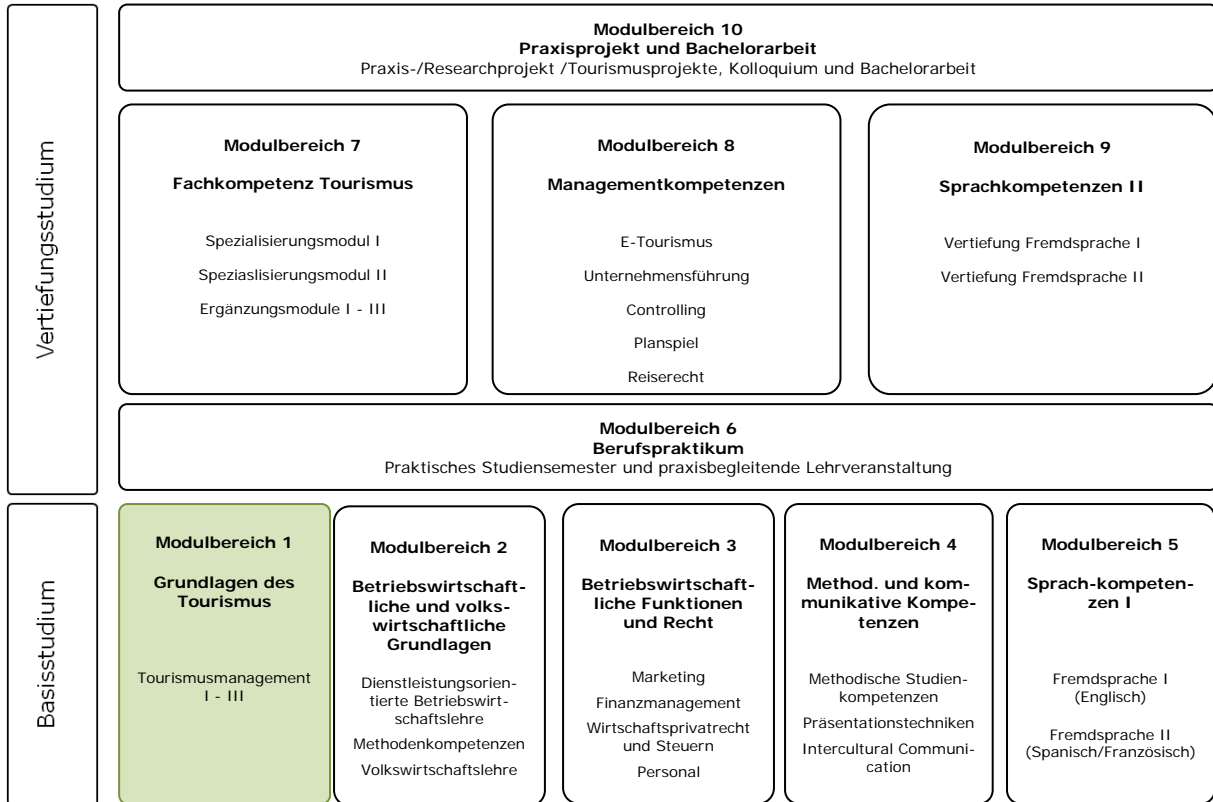 Vertiefungsstudium
Modulbereich 10
Praxisprojekt und Bachelorarbeit
Praxis-/Researchprojekt /Tourismusprojekte, Kolloquium und Bachelorarbeit
Modulbereich 7
Fachkompetenz Tourismus
Spezialisierungsmodul I
Speziaslisierungsmodul II
Ergänzungsmodule I - III
Modulbereich 8
Managementkompetenzen
E-Tourismus
Unternehmensführung
Controlling
Planspiel
Reiserecht
Modulbereich 9
Sprachkompetenzen II
Vertiefung Fremdsprache I
Vertiefung Fremdsprache II
Modulbereich 6
Berufspraktikum
Praktisches Studiensemester und praxisbegleitende Lehrveranstaltung
Basisstudium
Modulbereich 1
Grundlagen des
Tourismus
Tourismusmanagement
I - III
Modulbereich 2
Betriebswirtschaft-
liche und volks-
wirtschaftliche
Grundlagen
Dienstleistungsorien-
tierte Betriebswirt-
schaftslehre
Methodenkompetenzen
Volkswirtschaftslehre
Modulbereich 3
Betriebswirtschaft-
liche Funktionen
und Recht
Marketing
Finanzmanagement
Wirtschaftsprivatrecht
und Steuern
Personal
Modulbereich 4
Method. und kom-
munikative Kompe-
tenzen
Methodische Studien-
kompetenzen
Präsentationstechniken
Intercultural Communi-
cation
Modulbereich 5
Sprach-kompeten-
zen I
Fremdsprache I
(Englisch)
Fremdsprache II
(Spanisch/Französisch)